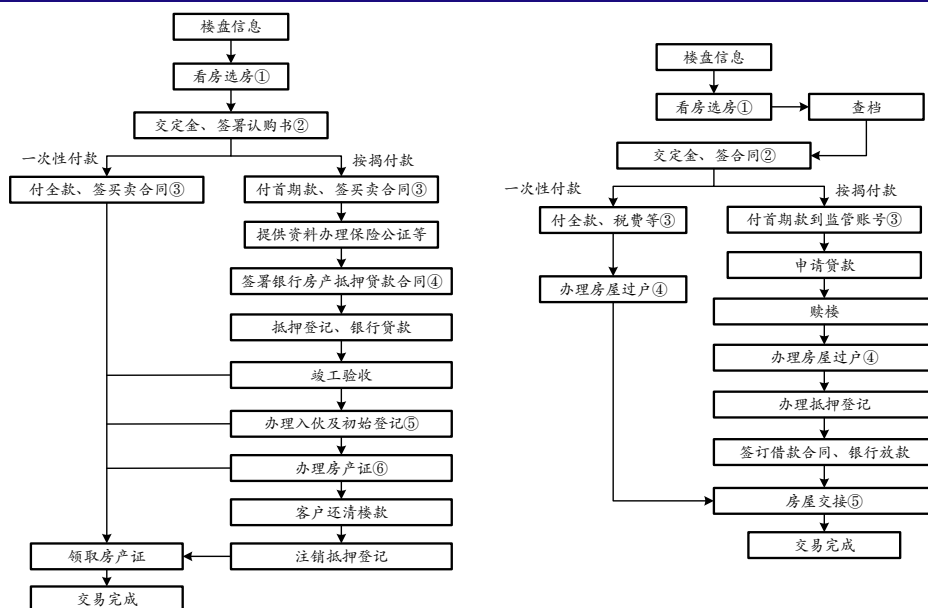 楼盘信息
看房选房①
交定金、签署认购书②
一次性付款
按揭付款
付全款、签买卖合同③
付首期款、签买卖合同③
提供资料办理保险公证等
签署银行房产抵押贷款合同④
抵押登记、银行贷款
竣工验收
办理入伙及初始登记⑤
办理房产证⑥
客户还清楼款
领取房产证
注销抵押登记
交易完成
楼盘信息
看房选房①
查档
交定金、签合同②
一次性付款
按揭付款
付全款、税费等③
付首期款到监管账号③
申请贷款
办理房屋过户④
赎楼
办理房屋过户④
办理抵押登记
签订借款合同、银行放款
房屋交接⑤
交易完成